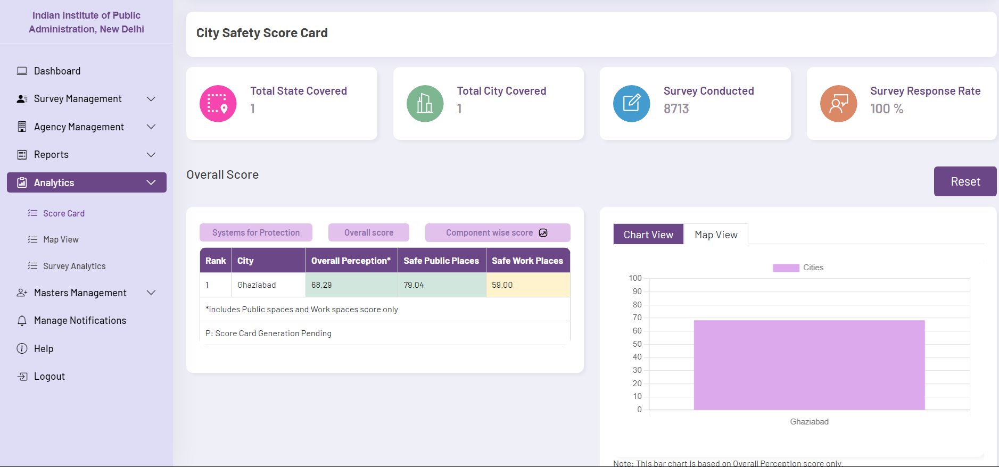 Indian institute of Public
Administration, New Delhi
Dashboard
Survey Management
Agency Management
Reports
Analytics
Score Card
Map View
Survey Analytics
Masters Management
Manage Notifications
Help
Logout
City Safety Score Card
Total State Covered
1
Total City Covered
1
Survey Conducted
8713
Survey Response Rate
100 %
Overall Score
Reset
Systems for Protection
Overall score
Component wise score
Rank City Overall Perception* Safe Public Places Safe Work Places
1 Ghaziabad 68.29 79.04 59.00
*includes Public spaces and Work spaces score only
P: Score Card Generation Pending
Chart View
Map View
Cities
100
90
80
70
60
50
40
30
20
10
0
Ghaziabad
Note: This bar chart is based on Overall Perception score only.